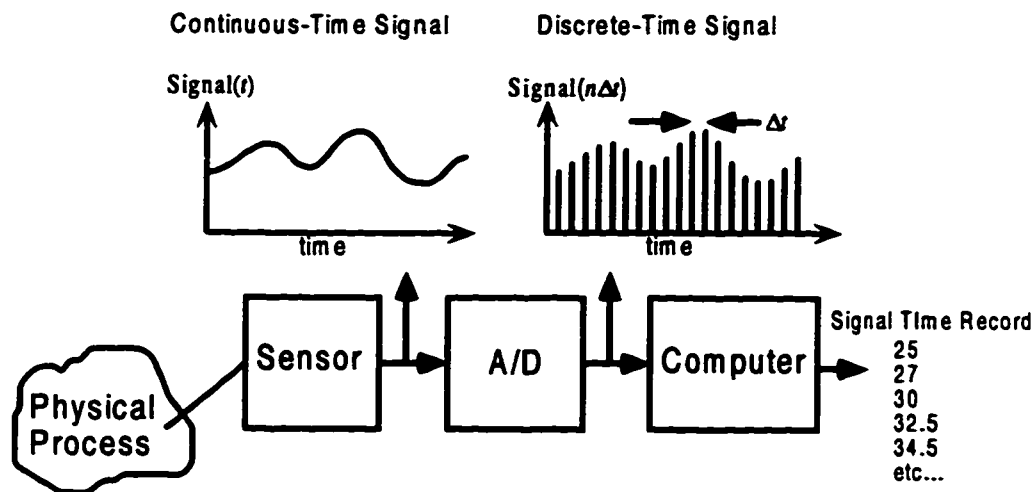 Continuous-Time Signal
Discrete-Time Signal
Signal(t)
Signal(nΔt)
Δt
time
time
Physical
Process
Sensor
A/D
Computer
Signal Time Record
25
27
30
32.5
34.5
etc...